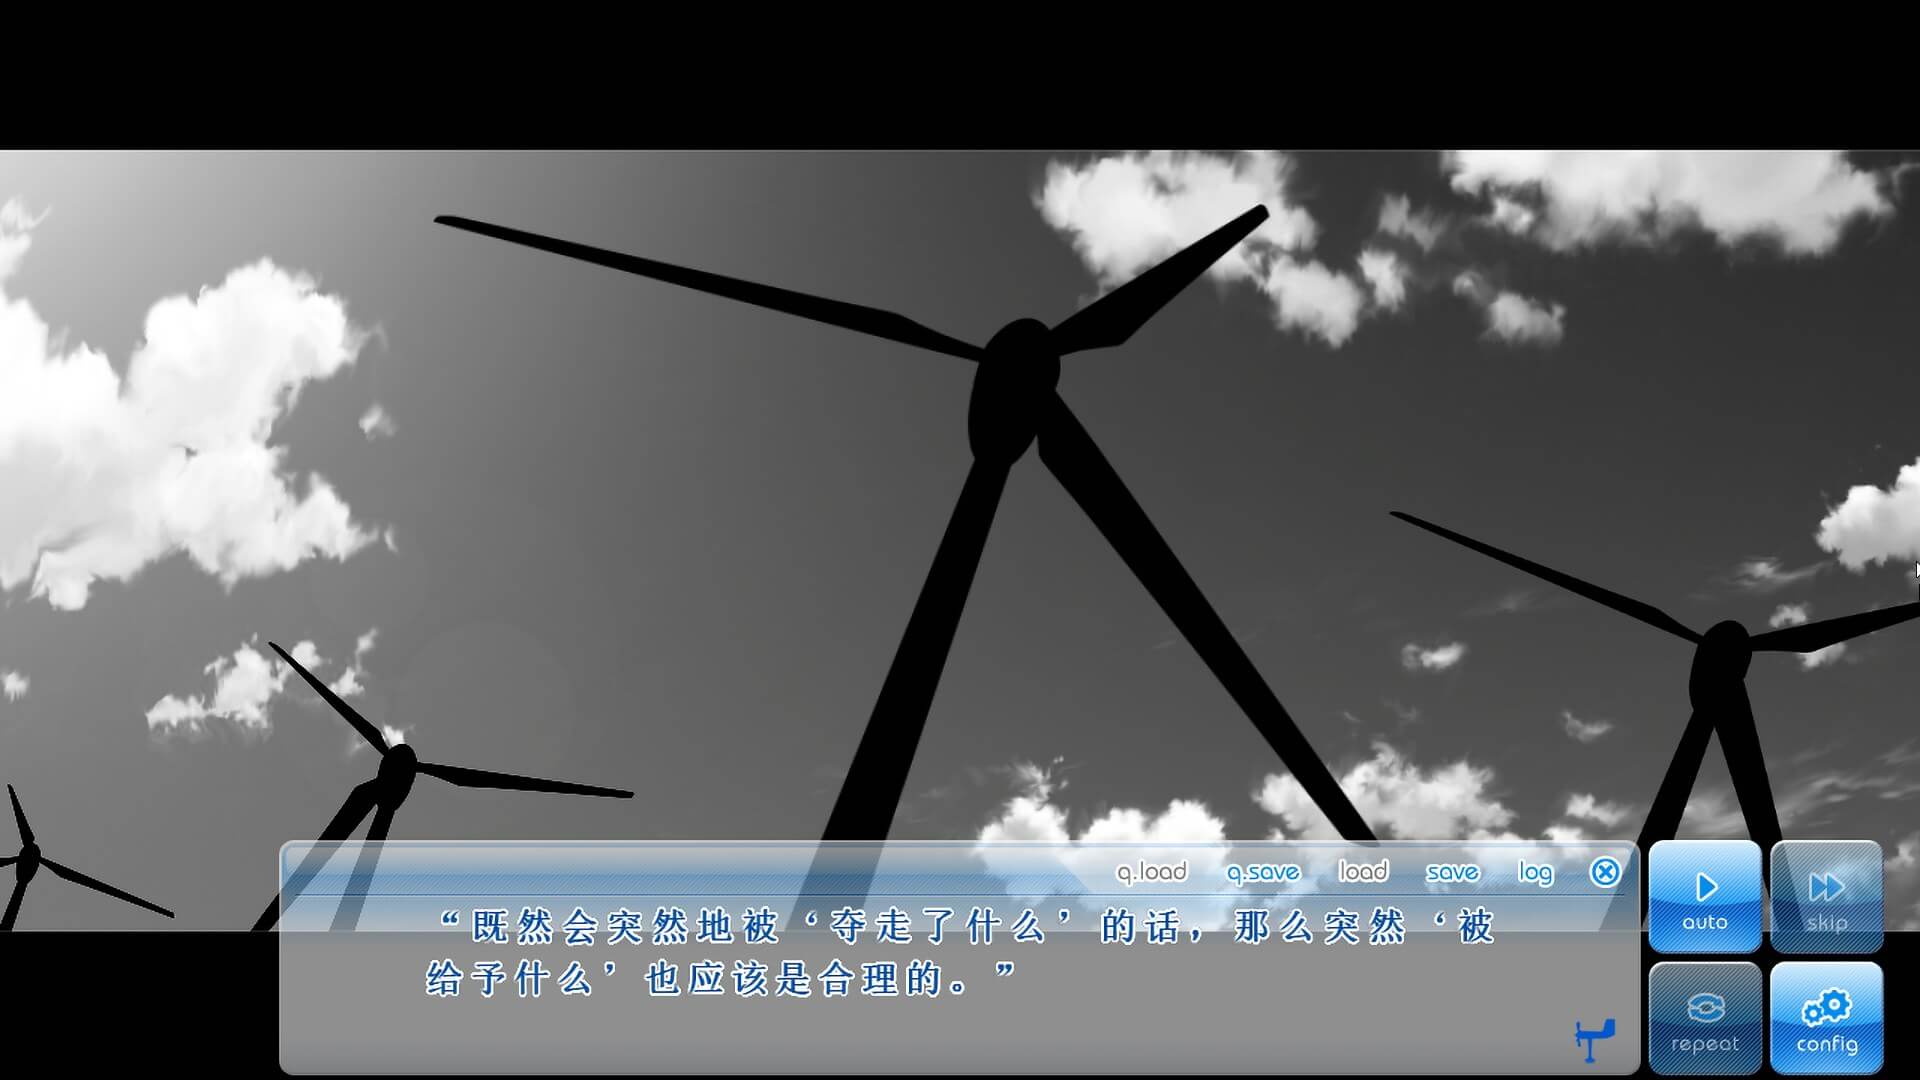 q.load q.save load save log
“既然会突然地被‘夺走了什么’的话，那么突然‘被
给予什么’也应该是合理的。”
auto
skip
repeat
config